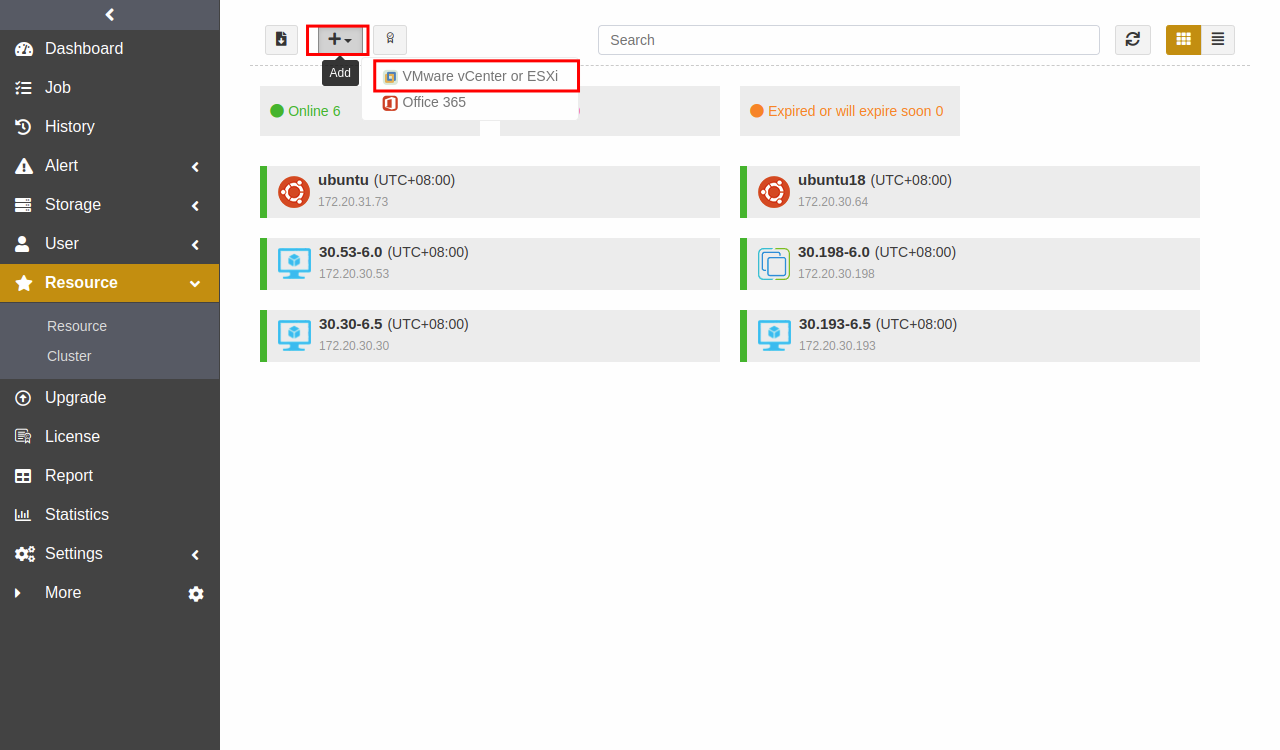 Dashboard
Job
History
Alert
Storage
User
Resource
Resource
Cluster
Upgrade
License
Report
Statistics
Settings
More
Search
Add
VMware vCenter or ESXi
Office 365
Online 6
Expired or will expire soon 0
ubuntu (UTC+08:00)
172.20.31.73
ubuntu18 (UTC+08:00)
172.20.30.64
30.53-6.0 (UTC+08:00)
172.20.30.53
30.198-6.0 (UTC+08:00)
172.20.30.198
30.30-6.5 (UTC+08:00)
172.20.30.30
30.193-6.5 (UTC+08:00)
172.20.30.193